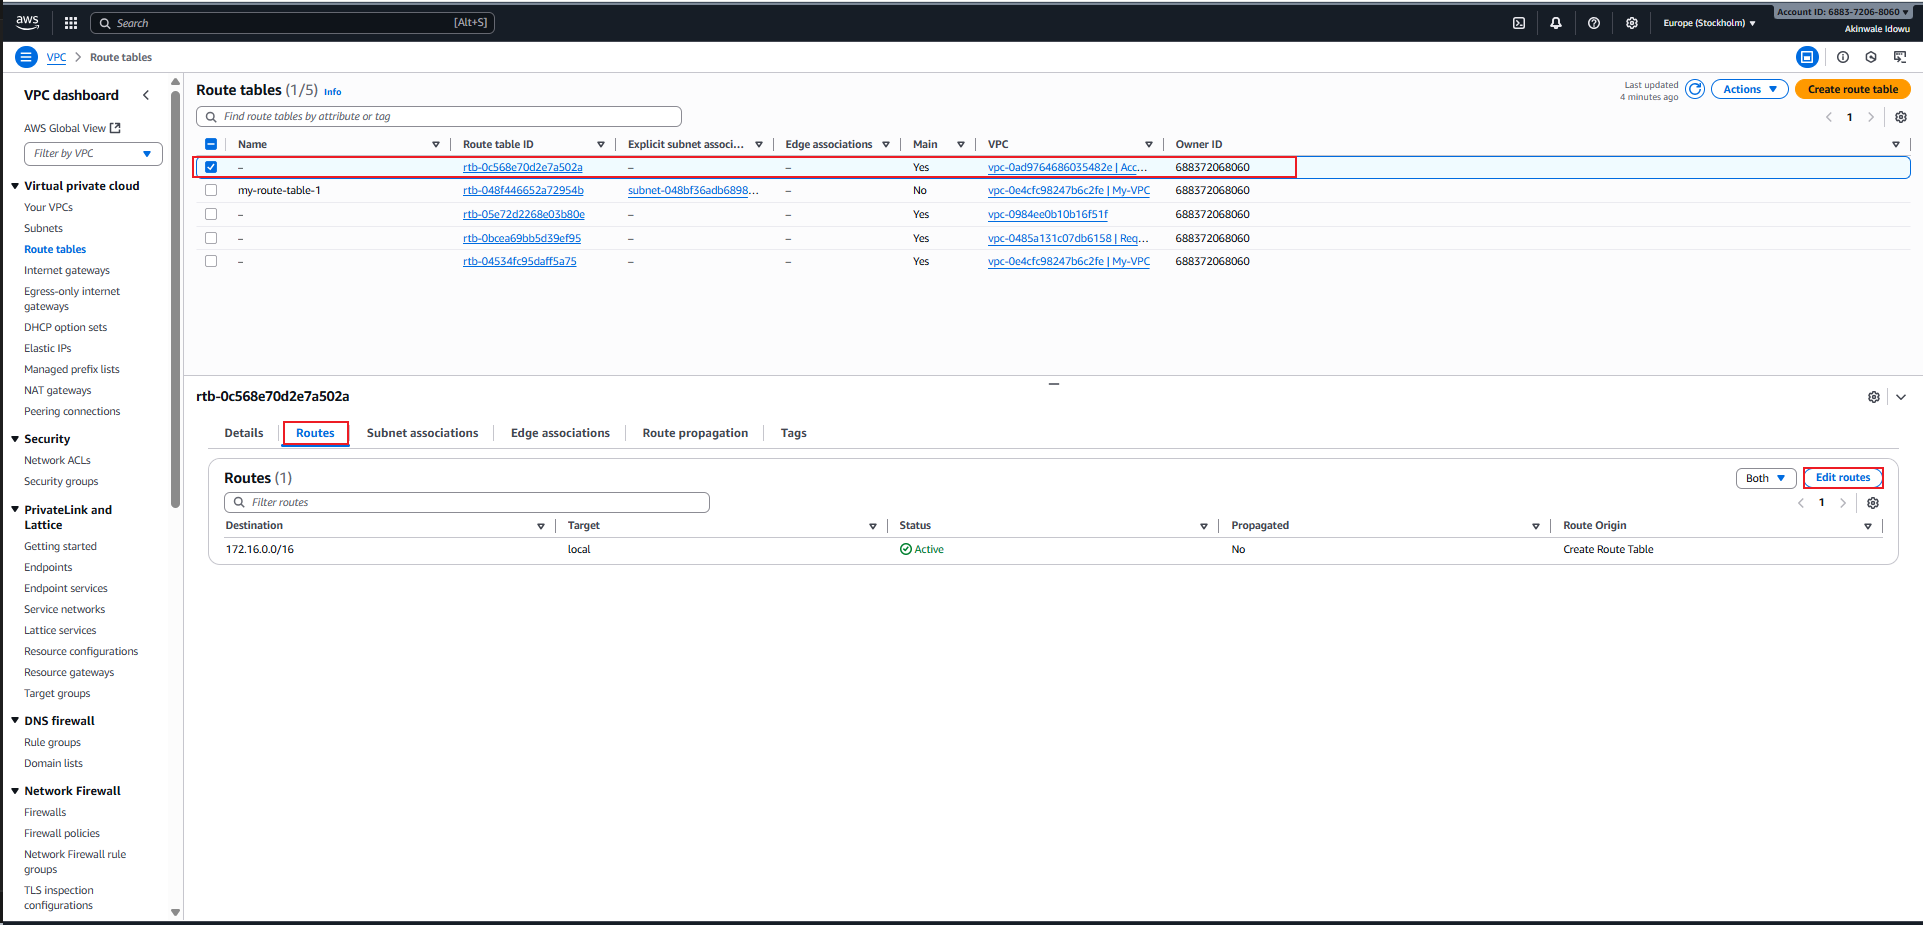 aws
Search [Alt+S]
Europe (Stockholm)
Account ID: 6883-7206-8060
Akinwale Idowu
VPC
Route tables
VPC dashboard
AWS Global View
Filter by VPC
Virtual private cloud
Your VPCs
Subnets
Route tables
Internet gateways
Egress-only internet
gateways
DHCP option sets
Elastic IPs
Managed prefix lists
NAT gateways
Peering connections
Security
Network ACLs
Security groups
PrivateLink and
Lattice
Getting started
Endpoints
Endpoint services
Service networks
Lattice services
Resource configurations
Resource gateways
Target groups
DNS firewall
Rule groups
Domain lists
Network Firewall
Firewalls
Firewall policies
Network Firewall rule
groups
TLS inspection
configurations
Route tables (1/5) Info
Last updated
4 minutes ago
Actions
Create route table
Find route tables by attribute or tag
1
Name Route table ID Explicit subnet associ... Edge associations Main VPC Owner ID
– rtb-0c568e70d2e7a502a – – Yes vpc-0ad9764686035482e | Acc... 688372068060
my-route-table-1 rtb-048f446652a72954b subnet-048bf36adb6898... – No vpc-0e4cfc98247b6c2fe | My-VPC 688372068060
– rtb-05e72d2268e03b80e – – Yes vpc-0984ee0b10b16f51f 688372068060
– rtb-0bcea69bb5d39ef95 – – Yes vpc-0485a131c07db6158 | Req... 688372068060
– rtb-04534fc95daff5a75 – – Yes vpc-0e4cfc98247b6c2fe | My-VPC 688372068060
rtb-0c568e70d2e7a502a
Details Routes Subnet associations Edge associations Route propagation Tags
Routes (1)
Both
Edit routes
Filter routes
1
Destination Target Status Propagated Route Origin
172.16.0.0/16 local Active No Create Route Table